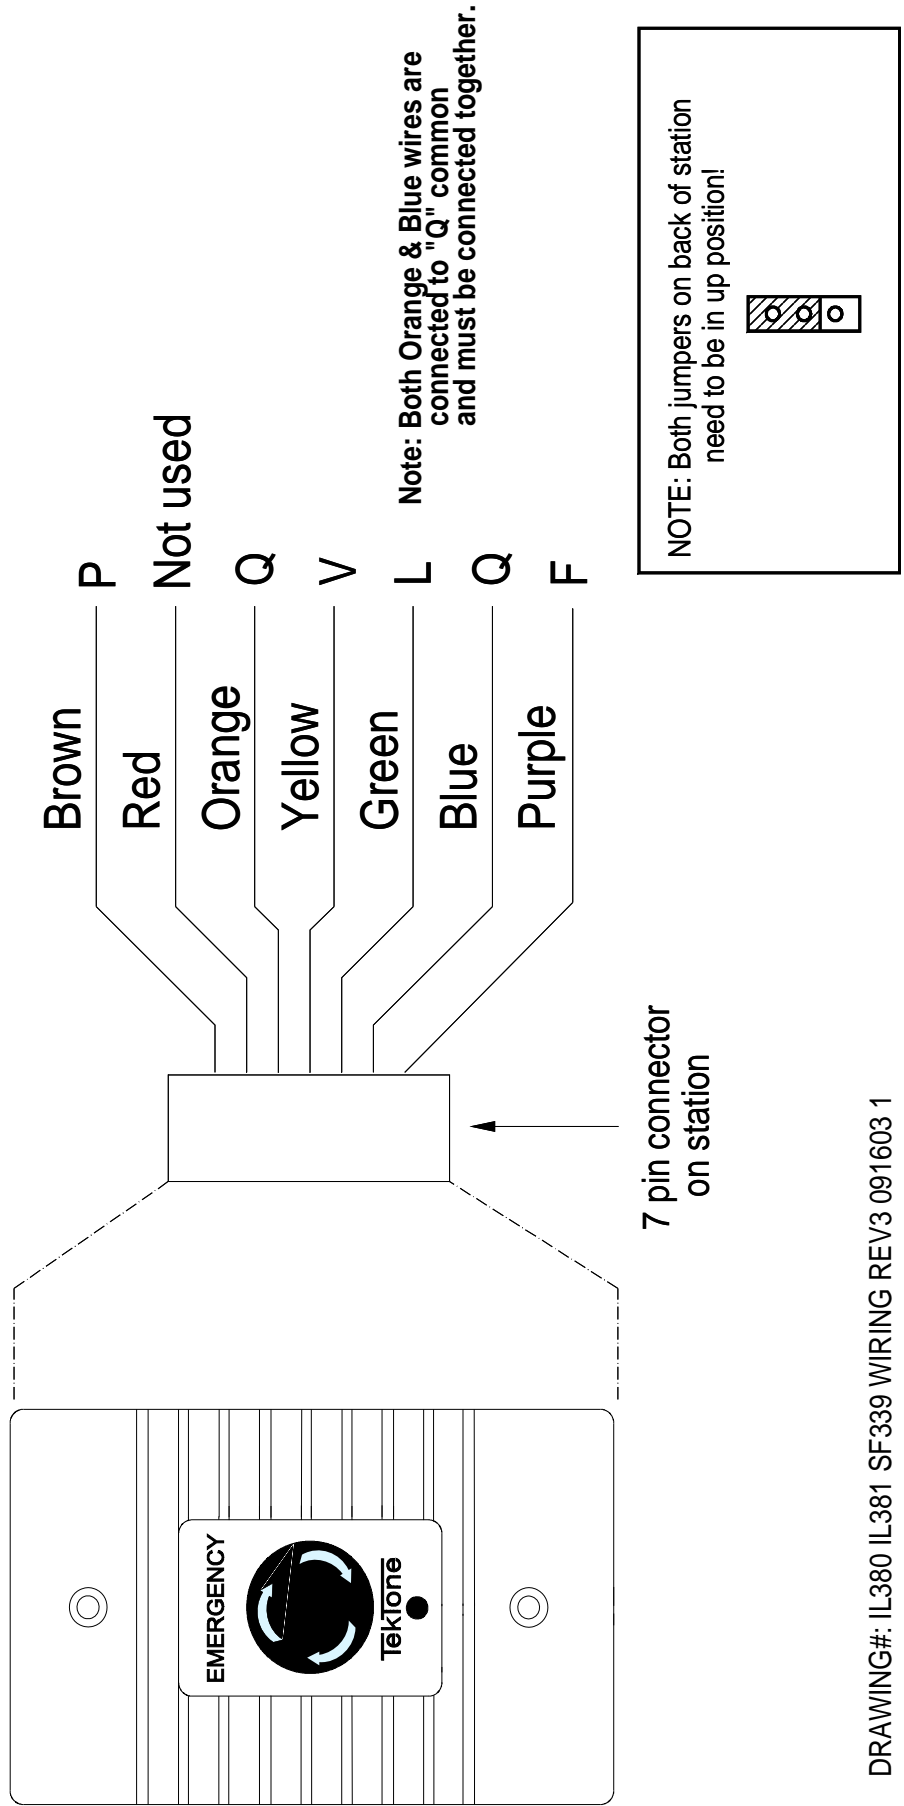 EMERGENCY
TekTone
Brown
P
Red
Not used
Orange
Q
Yellow
V
Green
L
Blue
Q
Purple
F
Note: Both Orange & Blue wires are
connected to "Q" common
and must be connected together.
7 pin connector
on station
NOTE: Both jumpers on back of station
need to be in up position!
DRAWING#: IL380 IL381 SF339 WIRING REV3 091603 1